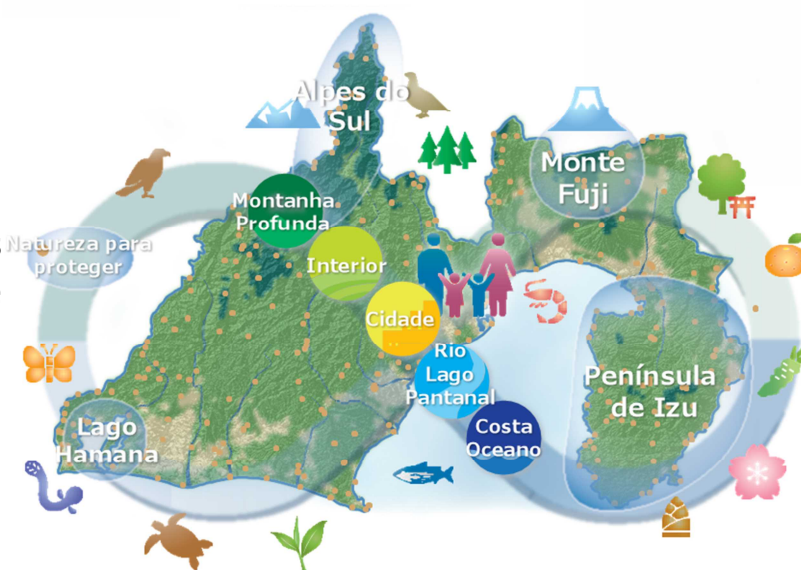 Alpes do
Sul
Monte
Fuji
Montanha
Profunda
Natureza para
proteger
Interior
Cidade
Rio
Lago
Pantanal
Península
de Izu
Lago
Hamana
Costa
Oceano